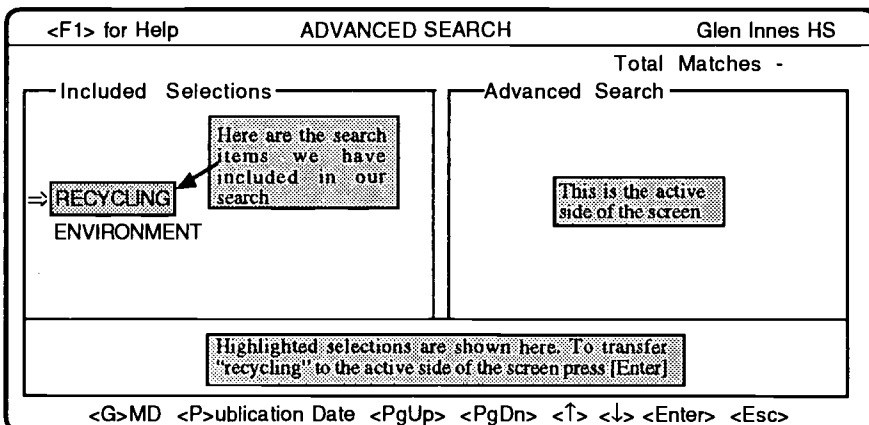 <F1> for Help ADVANCED SEARCH Glen Innes HS
Total Matches -
Included Selections
Advanced Search
Here are the search
items we have
included in our
search
⇒ RECYCLING
ENVIRONMENT
This is the active
side of the screen
Highlighted selections are shown here. To transfer
"recycling" to the active side of the screen press [Enter]
<G>MD <P>ublication Date <PgUp> <PgDn> <↑> <↓> <Enter> <Esc>